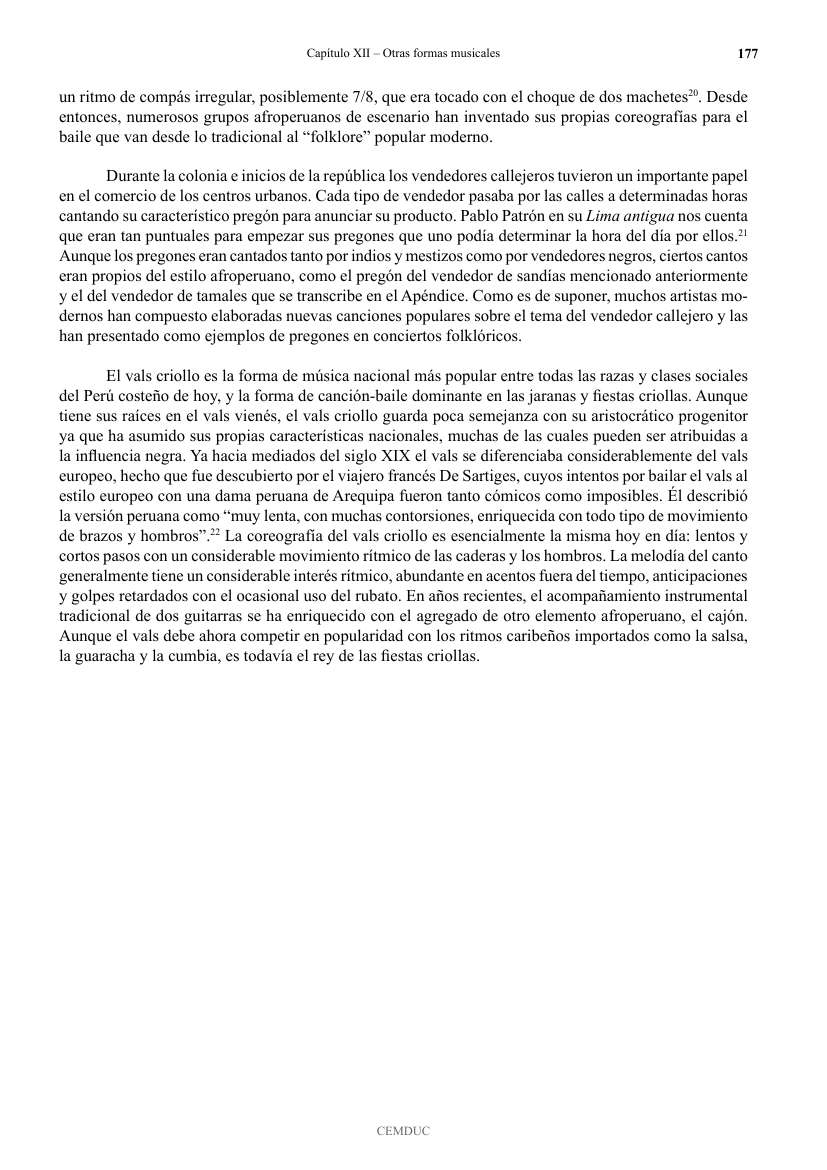 Capítulo XII – Otras formas musicales
177
un ritmo de compás irregular, posiblemente 7/8, que era tocado con el choque de dos machetes20. Desde
entonces, numerosos grupos afroperuanos de escenario han inventado sus propias coreografías para el
baile que van desde lo tradicional al “folklore” popular moderno.
Durante la colonia e inicios de la república los vendedores callejeros tuvieron un importante papel
en el comercio de los centros urbanos. Cada tipo de vendedor pasaba por las calles a determinadas horas
cantando su característico pregón para anunciar su producto. Pablo Patrón en su Lima antigua nos cuenta
que eran tan puntuales para empezar sus pregones que uno podía determinar la hora del día por ellos.21
Aunque los pregones eran cantados tanto por indios y mestizos como por vendedores negros, ciertos cantos
eran propios del estilo afroperuano, como el pregón del vendedor de sandías mencionado anteriormente
y el del vendedor de tamales que se transcribe en el Apéndice. Como es de suponer, muchos artistas mo-
dernos han compuesto elaboradas nuevas canciones populares sobre el tema del vendedor callejero y las
han presentado como ejemplos de pregones en conciertos folklóricos.
El vals criollo es la forma de música nacional más popular entre todas las razas y clases sociales
del Perú costeño de hoy, y la forma de canción-baile dominante en las jaranas y fiestas criollas. Aunque
tiene sus raíces en el vals vienés, el vals criollo guarda poca semejanza con su aristocrático progenitor
ya que ha asumido sus propias características nacionales, muchas de las cuales pueden ser atribuidas a
la influencia negra. Ya hacia mediados del siglo XIX el vals se diferenciaba considerablemente del vals
europeo, hecho que fue descubierto por el viajero francés De Sartiges, cuyos intentos por bailar el vals al
estilo europeo con una dama peruana de Arequipa fueron tanto cómicos como imposibles. Él describió
la versión peruana como “muy lenta, con muchas contorsiones, enriquecida con todo tipo de movimiento
de brazos y hombros”.22 La coreografía del vals criollo es esencialmente la misma hoy en día: lentos y
cortos pasos con un considerable movimiento rítmico de las caderas y los hombros. La melodía del canto
generalmente tiene un considerable interés rítmico, abundante en acentos fuera del tiempo, anticipaciones
y golpes retardados con el ocasional uso del rubato. En años recientes, el acompañamiento instrumental
tradicional de dos guitarras se ha enriquecido con el agregado de otro elemento afroperuano, el cajón.
Aunque el vals debe ahora competir en popularidad con los ritmos caribeños importados como la salsa,
la guaracha y la cumbia, es todavía el rey de las fiestas criollas.
CEMDUC